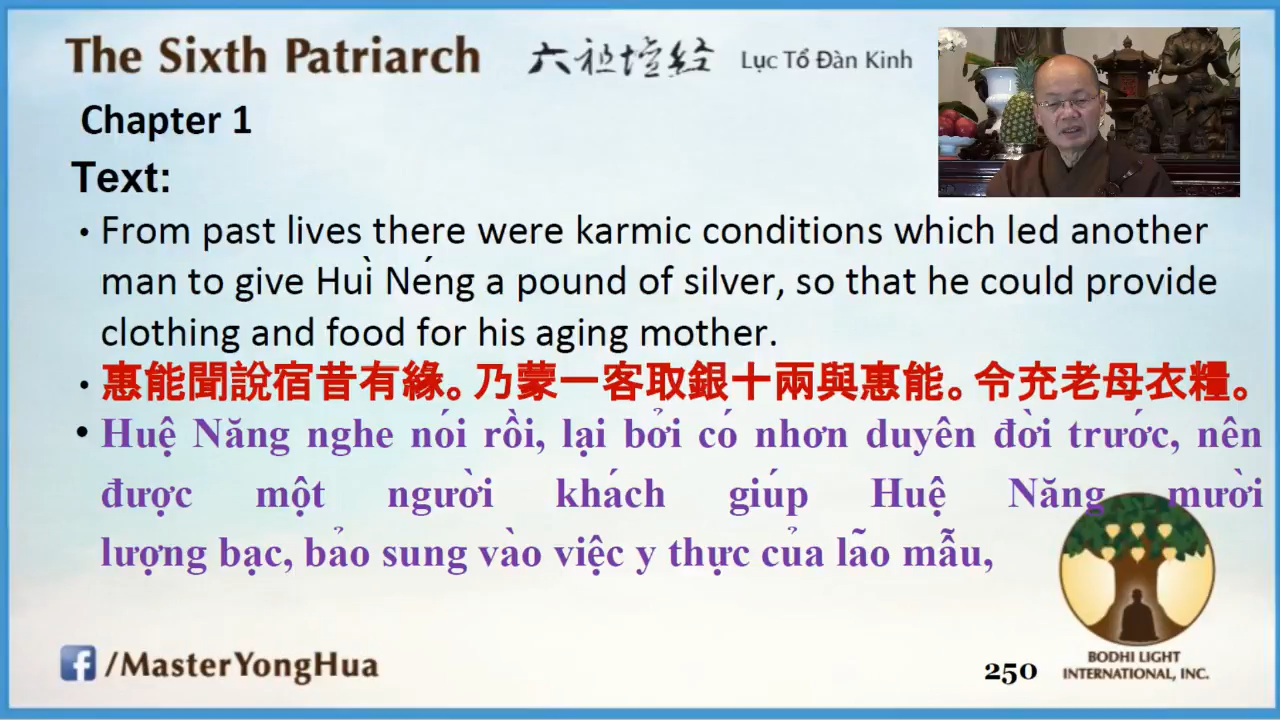 The Sixth Patriarch 六祖壇經 Lục Tổ Đàn Kinh
Chapter 1
Text:
• From past lives there were karmic conditions which led another
man to give Huì Néng a pound of silver, so that he could provide
clothing and food for his aging mother.
• 惠能聞說宿昔有緣。乃蒙一客取銀十兩與惠能。令充老母衣糧。
• Huệ Năng nghe nói rồi, lại bởi có nhơn duyên đời trước, nên
được một người khách giúp Huệ Năng mười
lượng bạc, bảo sung vào việc y thực của lão mẫu,
/MasterYongHua
250
BODHI LIGHT
INTERNATIONAL, INC.